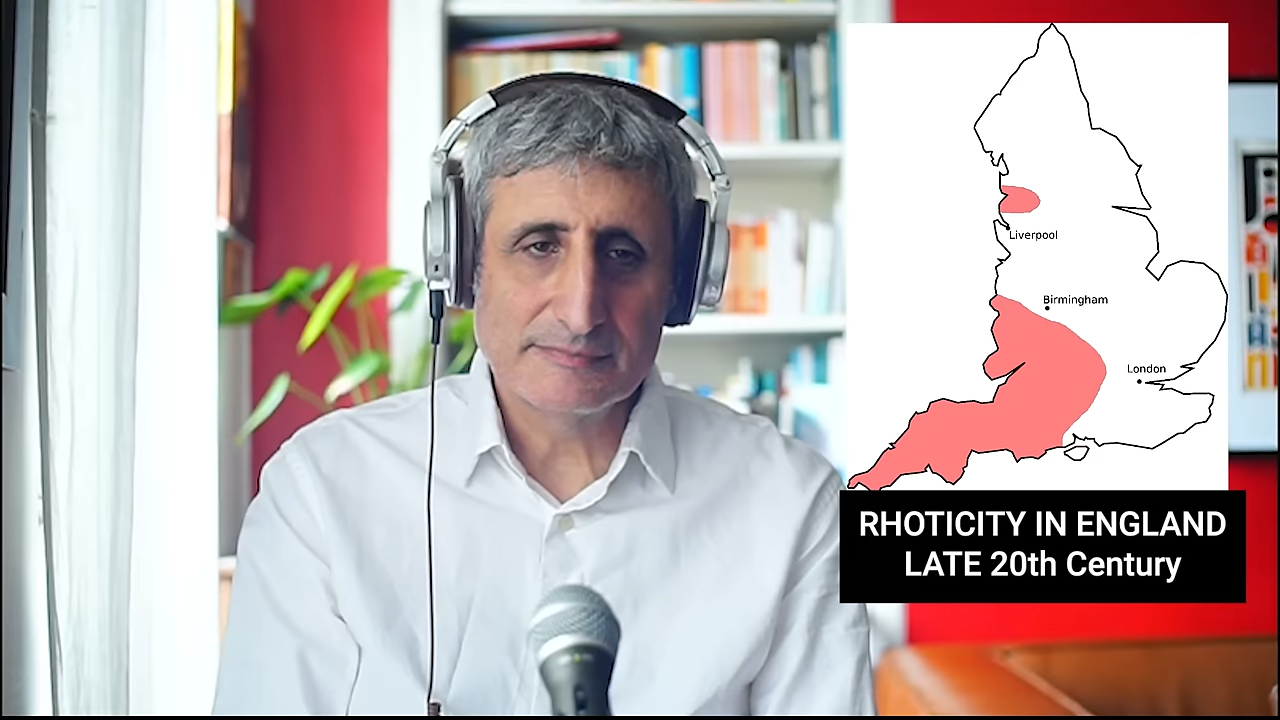 Liverpool
Birmingham
London
RHOTICITY IN ENGLAND
LATE 20th Century